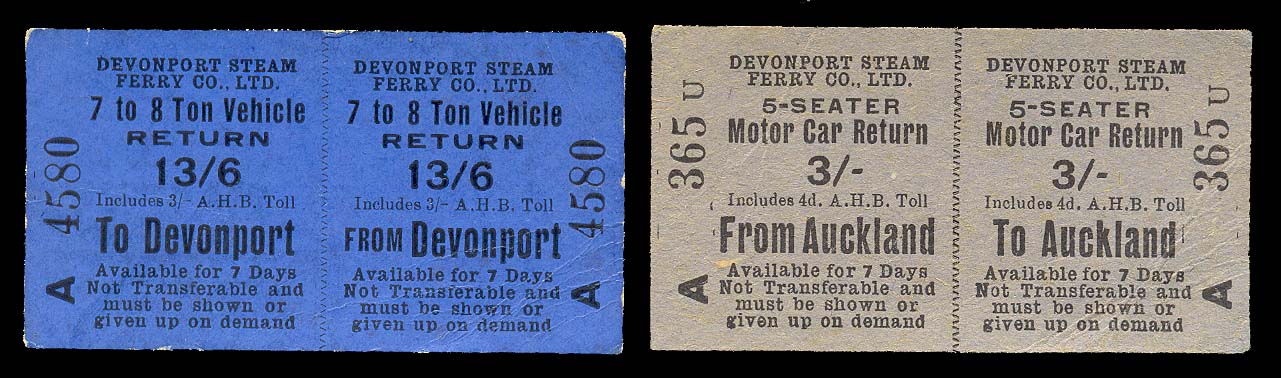 DEVONPORT STEAM
FERRY CO., LTD.
7 to 8 Ton Vehicle
RETURN
13/6
Includes 3/- A.H.B. Toll
To Devonport
Available for 7 Days
Not Transferable and
must be shown or
given up on demand
A 4580
DEVONPORT STEAM
FERRY CO., LTD.
7 to 8 Ton Vehicle
RETURN
13/6
Includes 3/- A.H.B. Toll
FROM Devonport
Available for 7 Days
Not Transferable and
must be shown or
given up on demand
A 4580
DEVONPORT STEAM
FERRY CO., LTD.
5-SEATER
Motor Car Return
3/-
Includes 4d. A.H.B. Toll
From Auckland
Available for 7 Days
Not Transferable and
must be shown or
given up on demand
A 365 U
DEVONPORT STEAM
FERRY CO., LTD.
5-SEATER
Motor Car Return
3/-
Includes 4d. A.H.B. Toll
To Auckland
Available for 7 Days
Not Transferable and
must be shown or
given up on demand
A 365 U